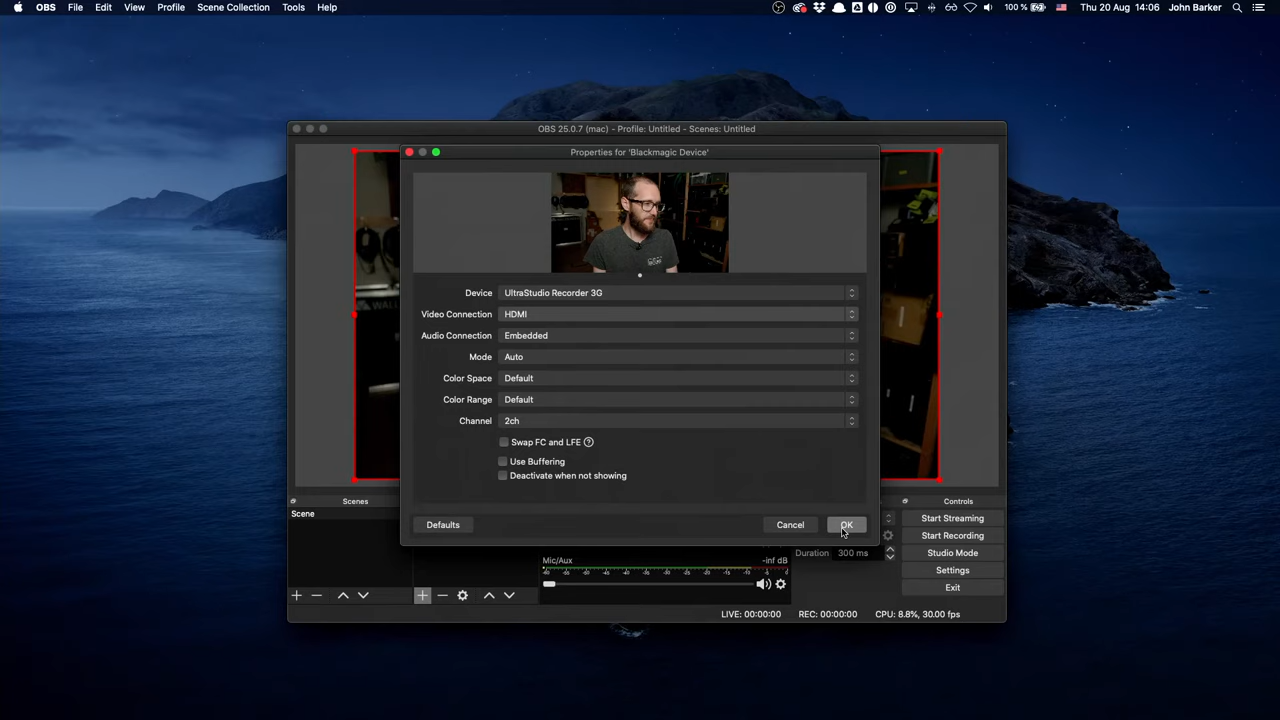 OBS File Edit View Profile Scene Collection Tools Help 100 % Thu 20 Aug 14:06 John Barker
OBS 25.0.7 (mac) - Profile: Untitled - Scenes: Untitled
Properties for 'Blackmagic Device'
Device UltraStudio Recorder 3G
Video Connection HDMI
Audio Connection Embedded
Mode Auto
Color Space Default
Color Range Default
Channel 2ch
Swap FC and LFE ?
Use Buffering
Deactivate when not showing
Defaults Cancel OK
Scenes
Scene
Mic/Aux -inf dB
Duration 300 ms
Controls
Start Streaming
Start Recording
Studio Mode
Settings
Exit
LIVE: 00:00:00 REC: 00:00:00 CPU: 8.8%, 30.00 fps